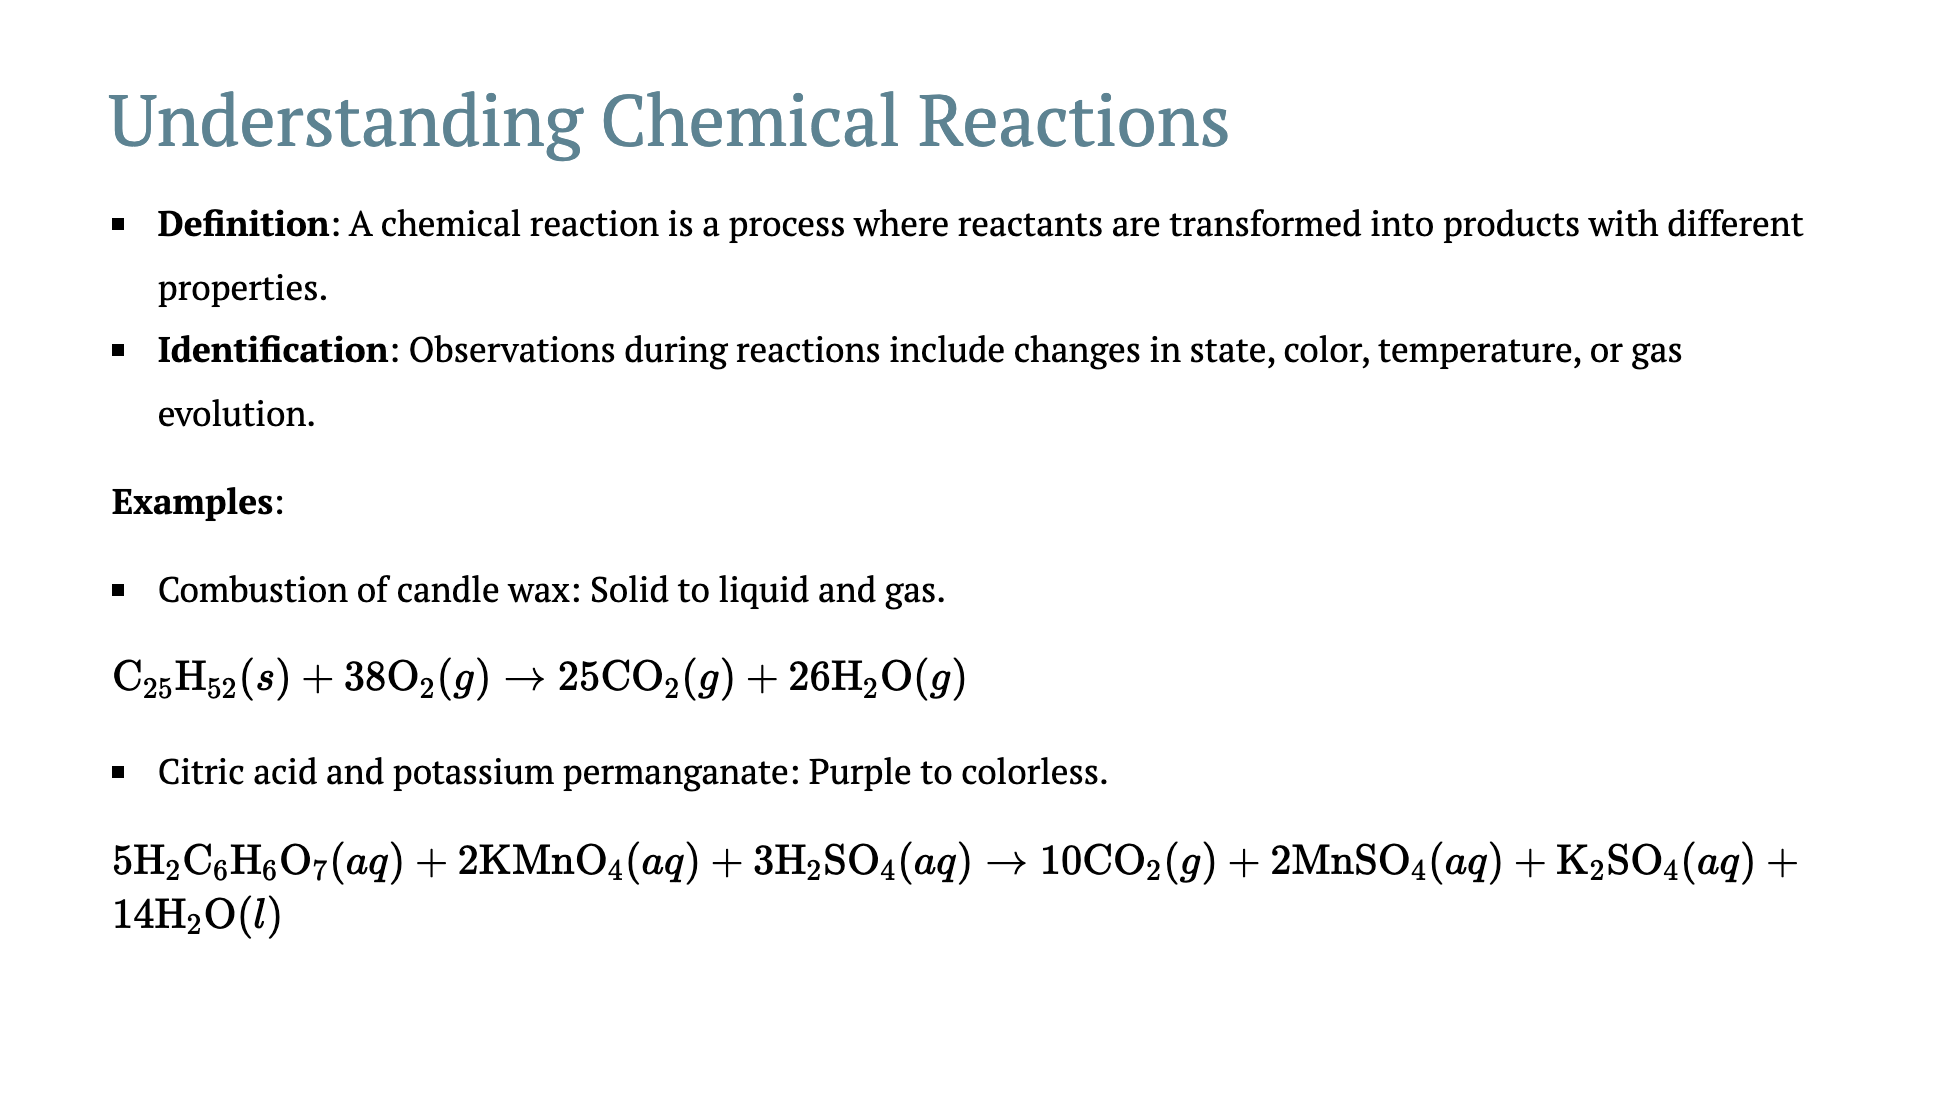 Understanding Chemical Reactions
▪ Definition: A chemical reaction is a process where reactants are transformed into products with different
properties.
▪ Identification: Observations during reactions include changes in state, color, temperature, or gas
evolution.
Examples:
▪ Combustion of candle wax: Solid to liquid and gas.
C₂₅H₅₂(s) + 38O₂(g) → 25CO₂(g) + 26H₂O(g)
▪ Citric acid and potassium permanganate: Purple to colorless.
5H₂C₆H₆O₇(aq) + 2KMnO₄(aq) + 3H₂SO₄(aq) → 10CO₂(g) + 2MnSO₄(aq) + K₂SO₄(aq) +
14H₂O(l)